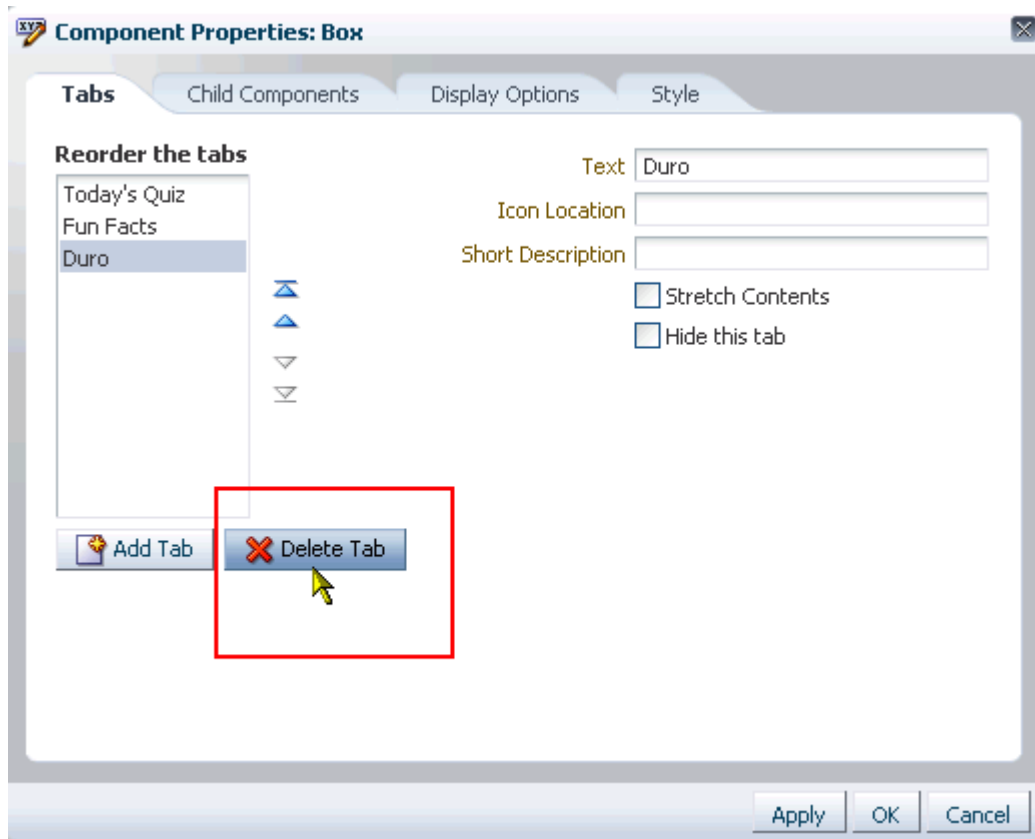 Component Properties: Box
Tabs
Child Components
Display Options
Style
Reorder the tabs
Today's Quiz
Fun Facts
Duro
Text Duro
Icon Location
Short Description
Stretch Contents
Hide this tab
Add Tab
Delete Tab
Apply
OK
Cancel